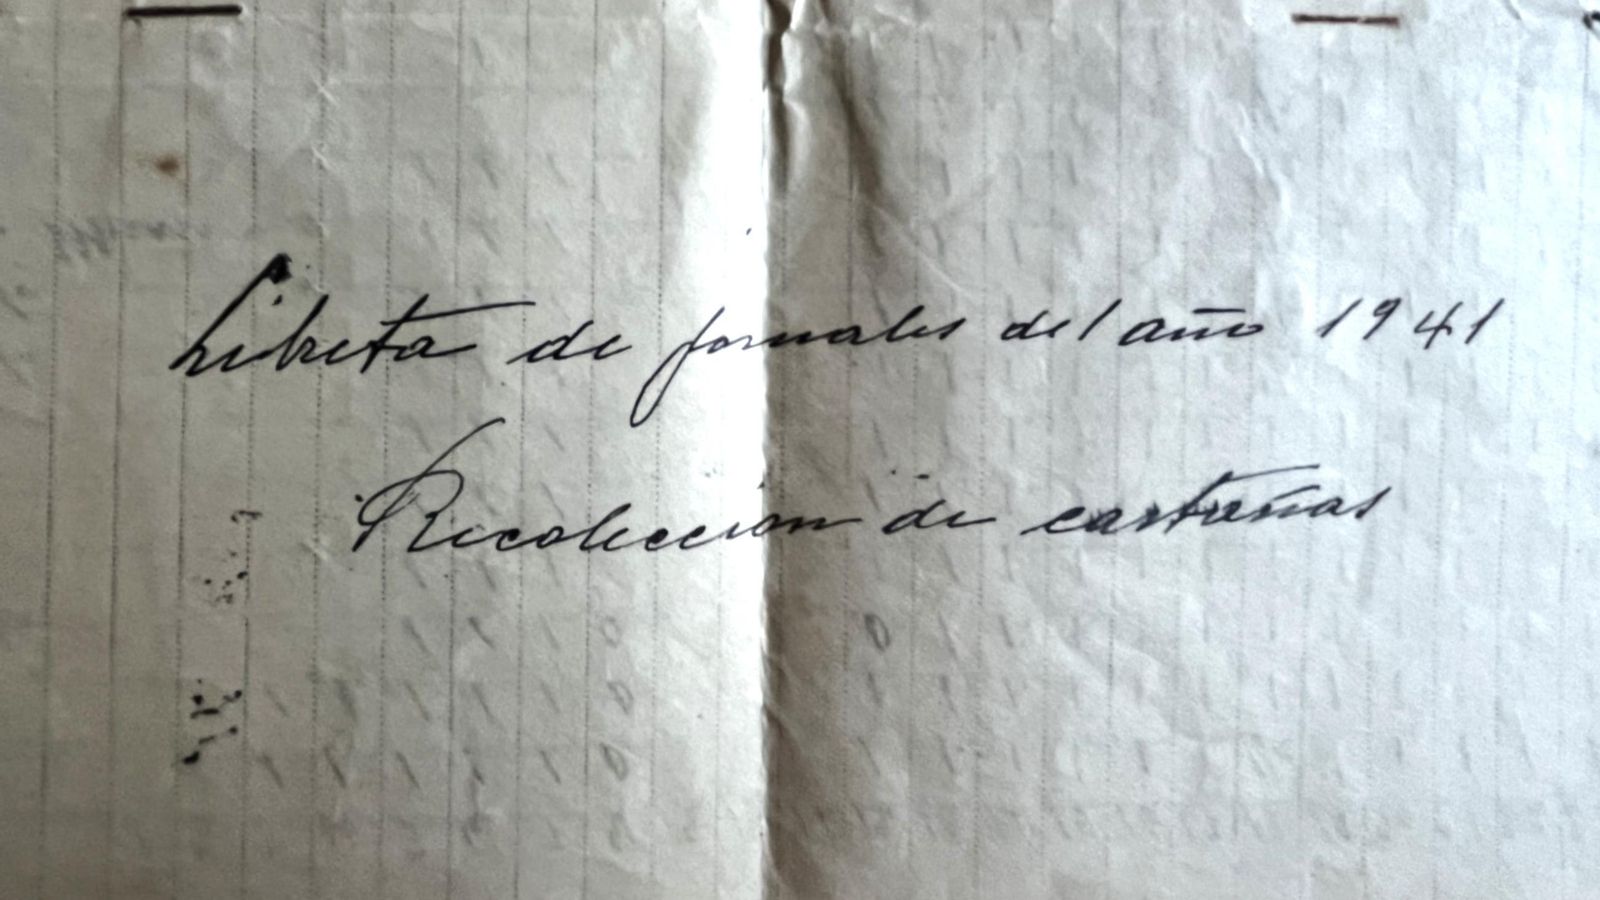 Libreta de jornales del año 1941
Recolección de castañas